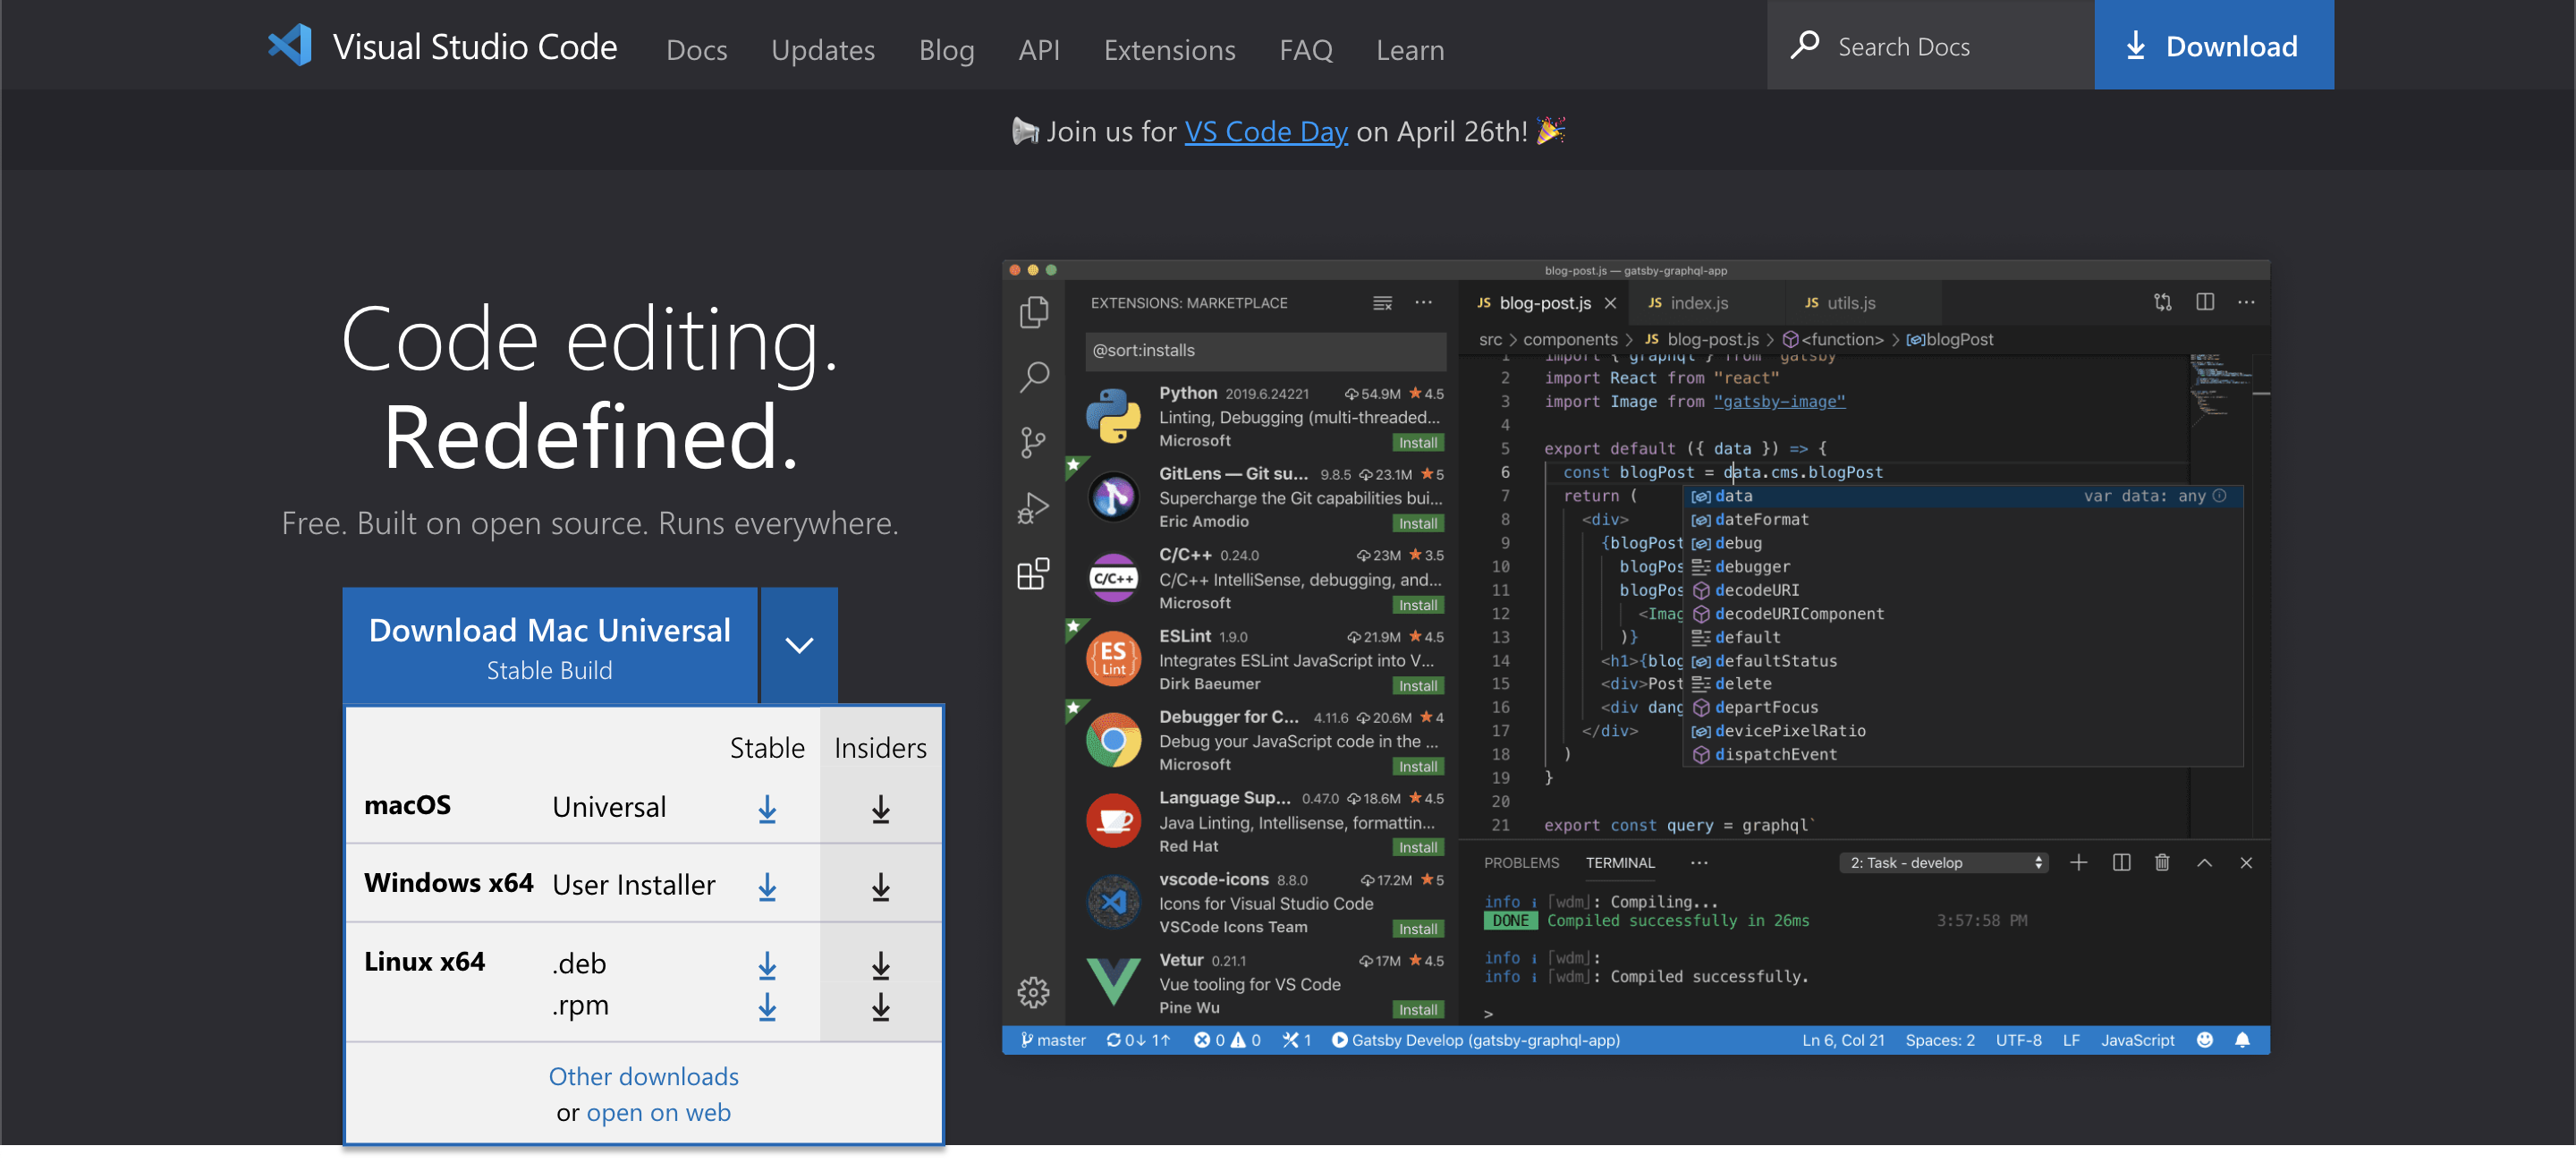 Visual Studio Code Docs Updates Blog API Extensions FAQ Learn Search Docs Download
Join us for VS Code Day on April 26th!
Code editing.
Redefined.
Free. Built on open source. Runs everywhere.
Download Mac Universal
Stable Build
Stable Insiders
macOS Universal
Windows x64 User Installer
Linux x64 .deb
.rpm
Other downloads
or open on web
blog-post.js — gatsby-graphql-app
EXTENSIONS: MARKETPLACE ···
@sort:installs
Python 2019.6.24221 54.9M ★4.5
Linting, Debugging (multi-threaded...
Microsoft Install
GitLens — Git su... 9.8.5 23.1M ★5
Supercharge the Git capabilities bui...
Eric Amodio Install
C/C++
C/C++ 0.24.0 23M ★3.5
C/C++ IntelliSense, debugging, and...
Microsoft Install
ES
Lint
ESLint 1.9.0 21.9M ★4.5
Integrates ESLint JavaScript into V...
Dirk Baeumer Install
Debugger for C... 4.11.6 20.6M ★4
Debug your JavaScript code in the ...
Microsoft Install
Language Sup... 0.47.0 18.6M ★4.5
Java Linting, Intellisense, formattin...
Red Hat Install
vscode-icons 8.8.0 17.2M ★5
Icons for Visual Studio Code
VSCode Icons Team Install
Vetur 0.21.1 17M ★4.5
Vue tooling for VS Code
Pine Wu Install
JS blog-post.js JS index.js JS utils.js ···
src > components > JS blog-post.js > <function> > blogPost
1 import { graphql } from "gatsby"
2 import React from "react"
3 import Image from "gatsby-image"
4
5 export default ({ data }) => {
6 const blogPost = data.cms.blogPost
7 return (
8 <div>
9 {blogPost
10 blogPos
11 blogPos
12 <Imag
13 )}
14 <h1>{blog
15 <div>Post
16 <div dang
17 </div>
18 )
19 }
20
21 export const query = graphql`
data var data: any
dateFormat
debug
debugger
decodeURI
decodeURIComponent
default
defaultStatus
delete
departFocus
devicePixelRatio
dispatchEvent
PROBLEMS TERMINAL ··· 2: Task - develop
info i ｢wdm｣: Compiling...
DONE Compiled successfully in 26ms 3:57:58 PM
info i ｢wdm｣:
info i ｢wdm｣: Compiled successfully.
>
master 0↓ 1↑ 0 0 1 Gatsby Develop (gatsby-graphql-app) Ln 6, Col 21 Spaces: 2 UTF-8 LF JavaScript